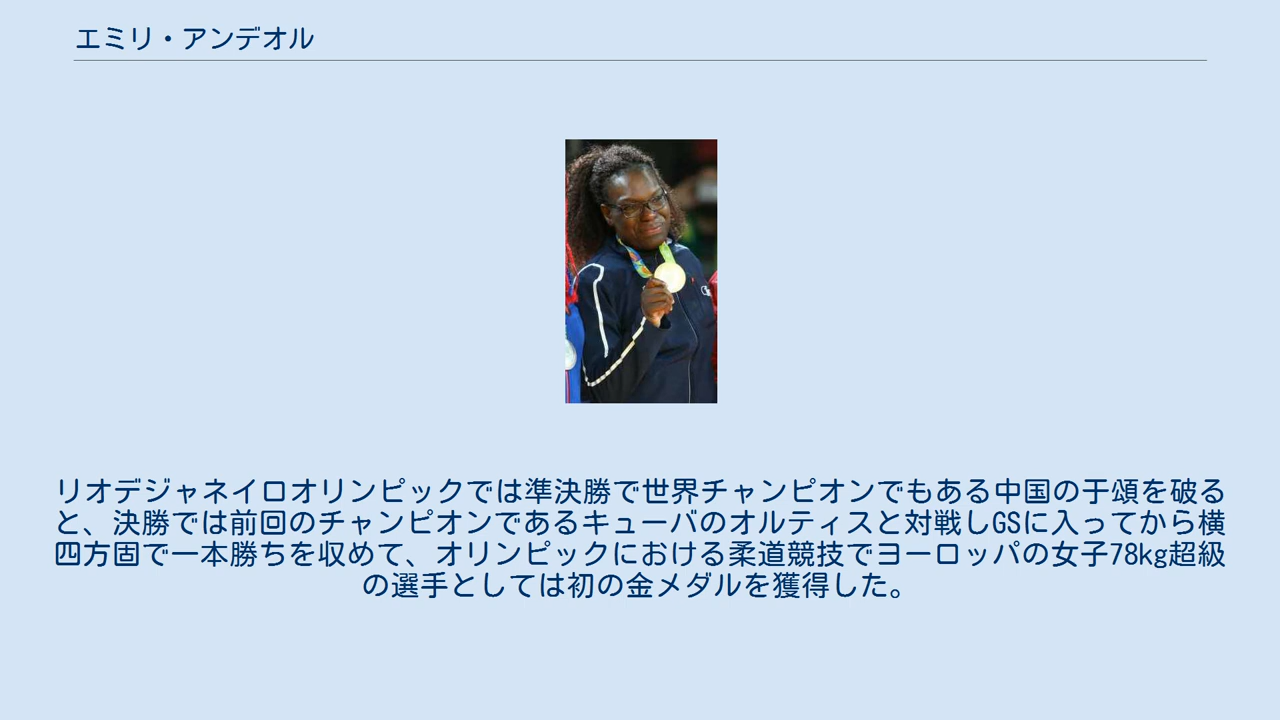 エミリ・アンデオル
リオデジャネイロオリンピックでは準決勝で世界チャンピオンでもある中国の于頌を破る
と、決勝では前回のチャンピオンであるキューバのオルティスと対戦しGSに入ってから横
四方固で一本勝ちを収めて、オリンピックにおける柔道競技でヨーロッパの女子78kg超級
の選手としては初の金メダルを獲得した。